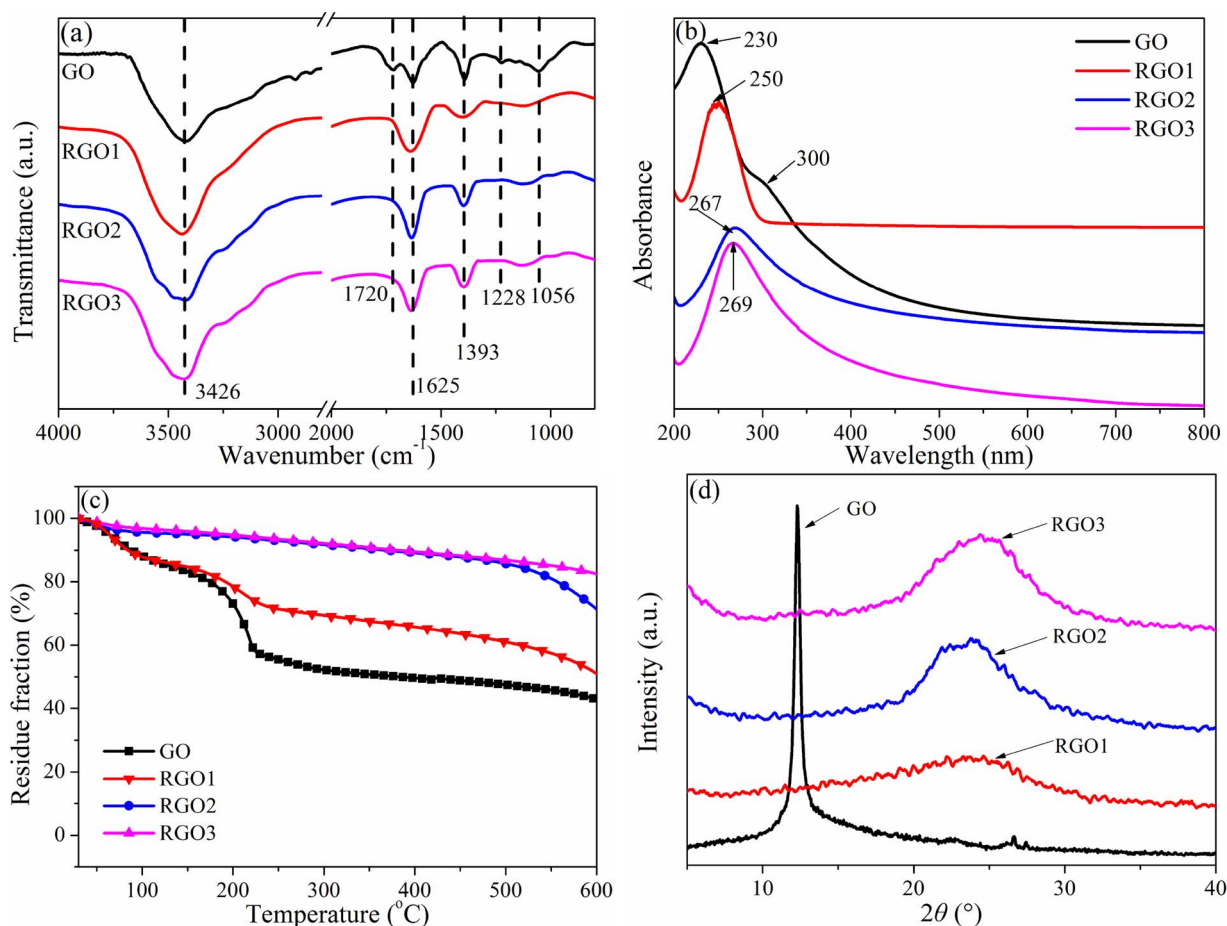 (a)
GO
RGO1
RGO2
RGO3
1720
1228
1056
1393
3426
1625
Transmittance (a.u.)
4000
3500
3000
2000
1500
1000
Wavenumber (cm⁻¹)
(b)
230
250
300
267
269
GO
RGO1
RGO2
RGO3
Absorbance
200
300
400
500
600
700
800
Wavelength (nm)
(c)
100
80
60
40
20
0
Residue fraction (%)
GO
RGO1
RGO2
RGO3
100
200
300
400
500
600
Temperature (°C)
(d)
GO
RGO3
RGO2
RGO1
Intensity (a.u.)
10
20
30
40
2θ (°)